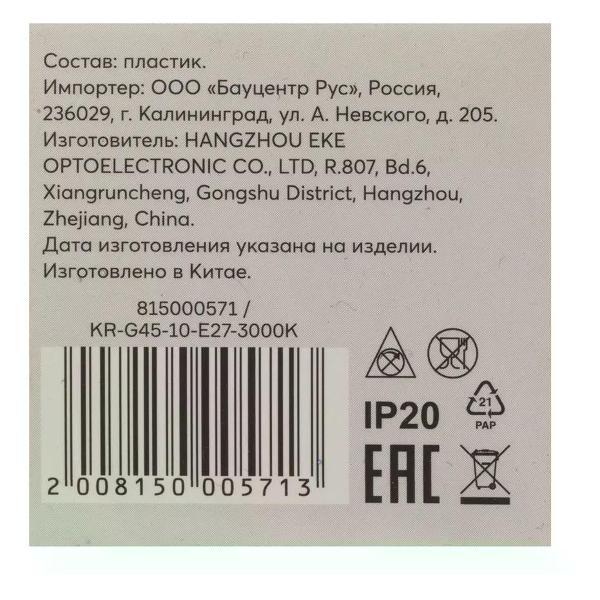 Состав: пластик.
Импортер: ООО «Бауцентр Рус», Россия,
236029, г. Калининград, ул. А. Невского, д. 205.
Изготовитель: HANGZHOU EKE
OPTOELECTRONIC CO., LTD, R.807, Bd.6,
Xiangruncheng, Gongshu District, Hangzhou,
Zhejiang, China.
Дата изготовления указана на изделии.
Изготовлено в Китае.
815000571 /
KR-G45-10-E27-3000K
IP20
21
PAP
EAC
2 008150 005713